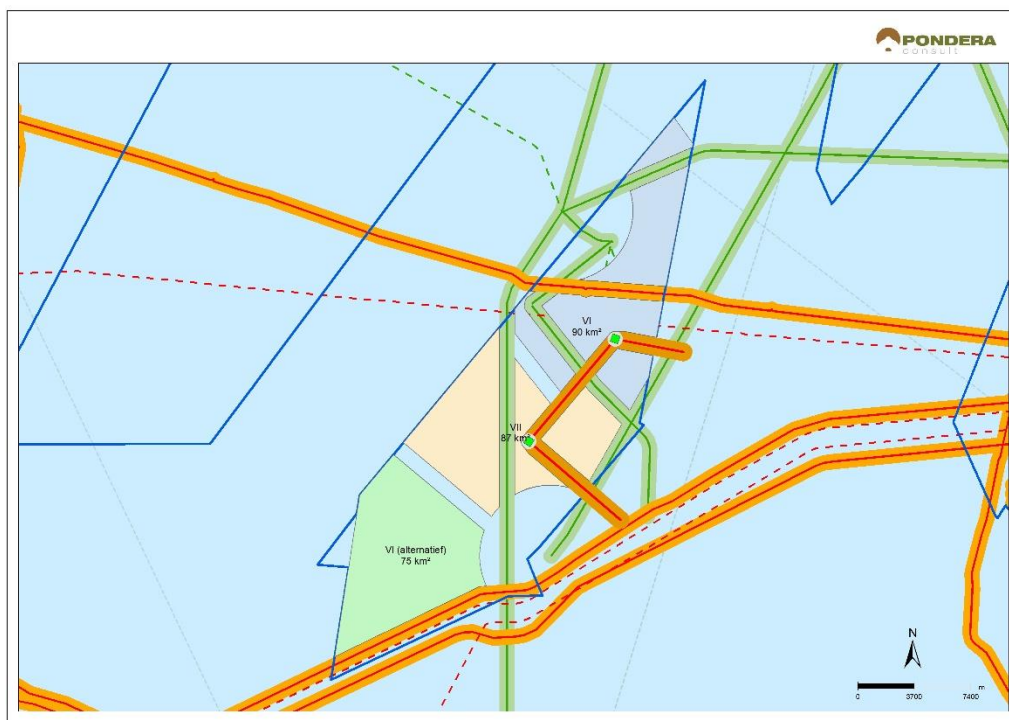 PONDERA
consult
VI
90 km²
VII
87 km²
VI (alternatief)
75 km²
N
0 3700 7400 m